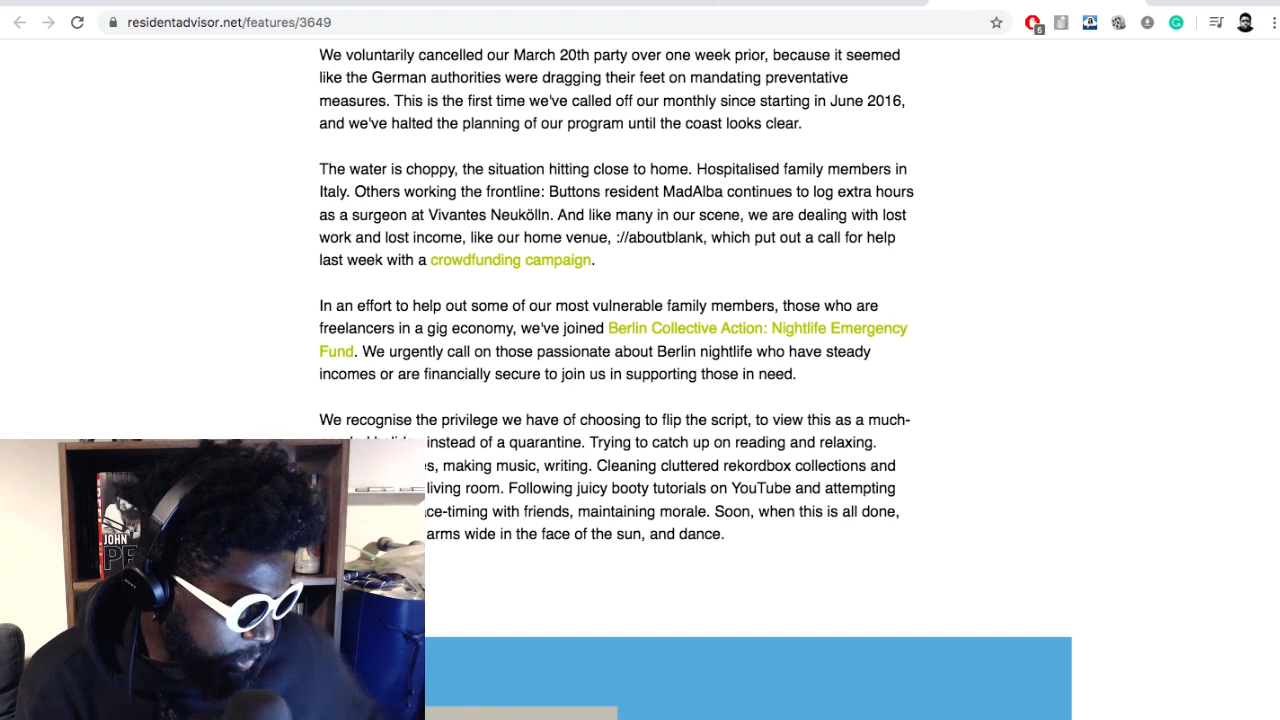 residentadvisor.net/features/3649
5
a
We voluntarily cancelled our March 20th party over one week prior, because it seemed
like the German authorities were dragging their feet on mandating preventative
measures. This is the first time we've called off our monthly since starting in June 2016,
and we've halted the planning of our program until the coast looks clear.
The water is choppy, the situation hitting close to home. Hospitalised family members in
Italy. Others working the frontline: Buttons resident MadAlba continues to log extra hours
as a surgeon at Vivantes Neukölln. And like many in our scene, we are dealing with lost
work and lost income, like our home venue, ://aboutblank, which put out a call for help
last week with a crowdfunding campaign.
In an effort to help out some of our most vulnerable family members, those who are
freelancers in a gig economy, we've joined Berlin Collective Action: Nightlife Emergency
Fund. We urgently call on those passionate about Berlin nightlife who have steady
incomes or are financially secure to join us in supporting those in need.
We recognise the privilege we have of choosing to flip the script, to view this as a much-
instead of a quarantine. Trying to catch up on reading and relaxing.
s, making music, writing. Cleaning cluttered rekordbox collections and
living room. Following juicy booty tutorials on YouTube and attempting
ce-timing with friends, maintaining morale. Soon, when this is all done,
arms wide in the face of the sun, and dance.
JOHN
PE
SONY